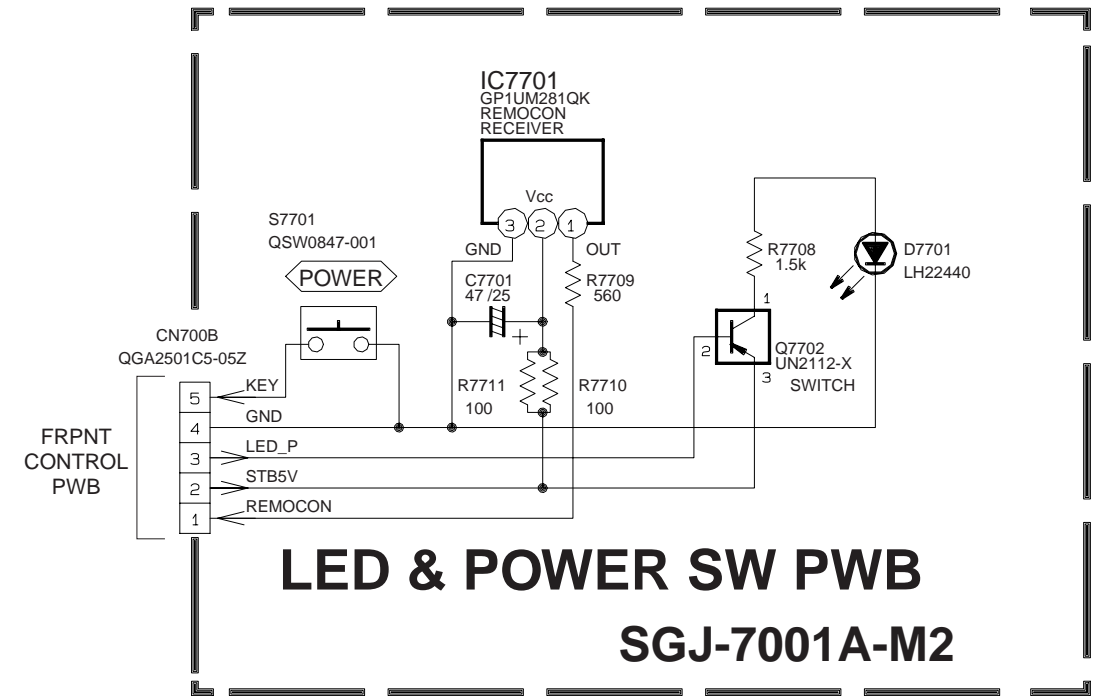 IC7701
GP1UM281QK
REMOCON
RECEIVER
Vcc
3 2 1
GND
OUT
S7701
QSW0847-001
POWER
C7701
47 /25
+
R7709
560
R7708
1.5k
D7701
LH22440
1
2
3
Q7702
UN2112-X
SWITCH
CN700B
QGA2501C5-05Z
R7711
100
R7710
100
FRPNT
CONTROL
PWB
5 KEY
4 GND
3 LED_P
2 STB5V
1 REMOCON
LED & POWER SW PWB
SGJ-7001A-M2